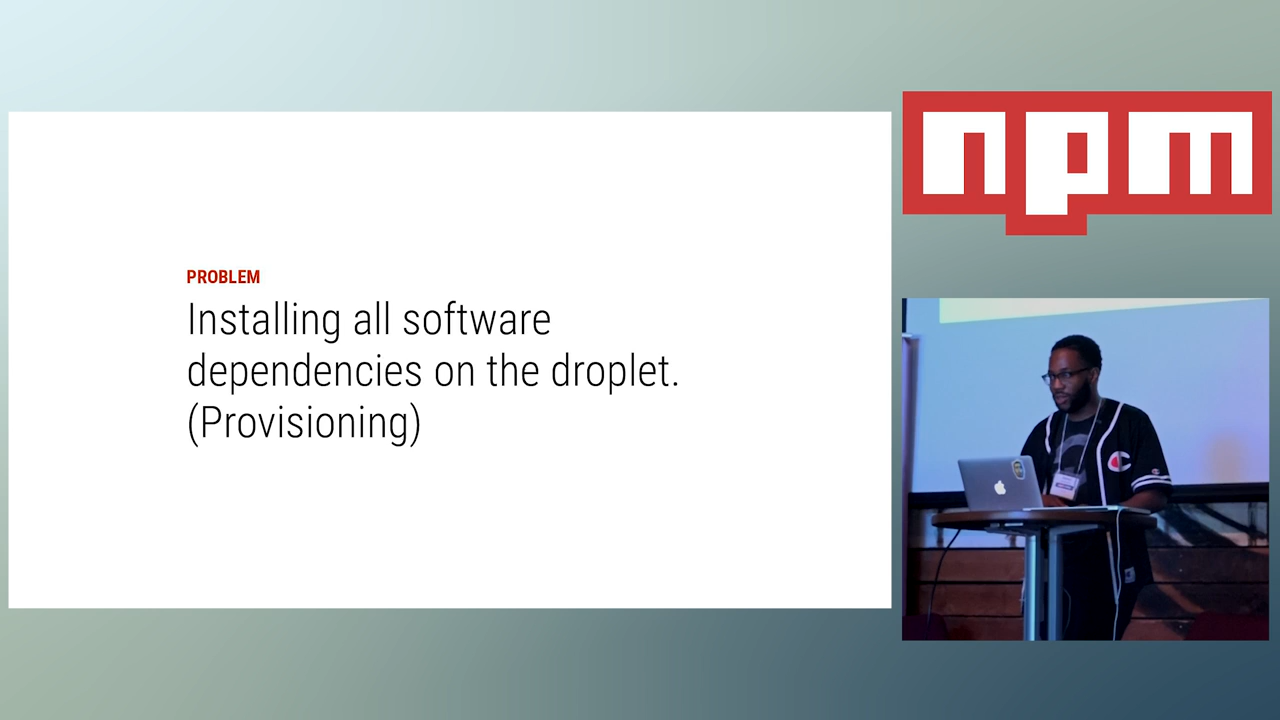 PROBLEM
Installing all software
dependencies on the droplet.
(Provisioning)
npm